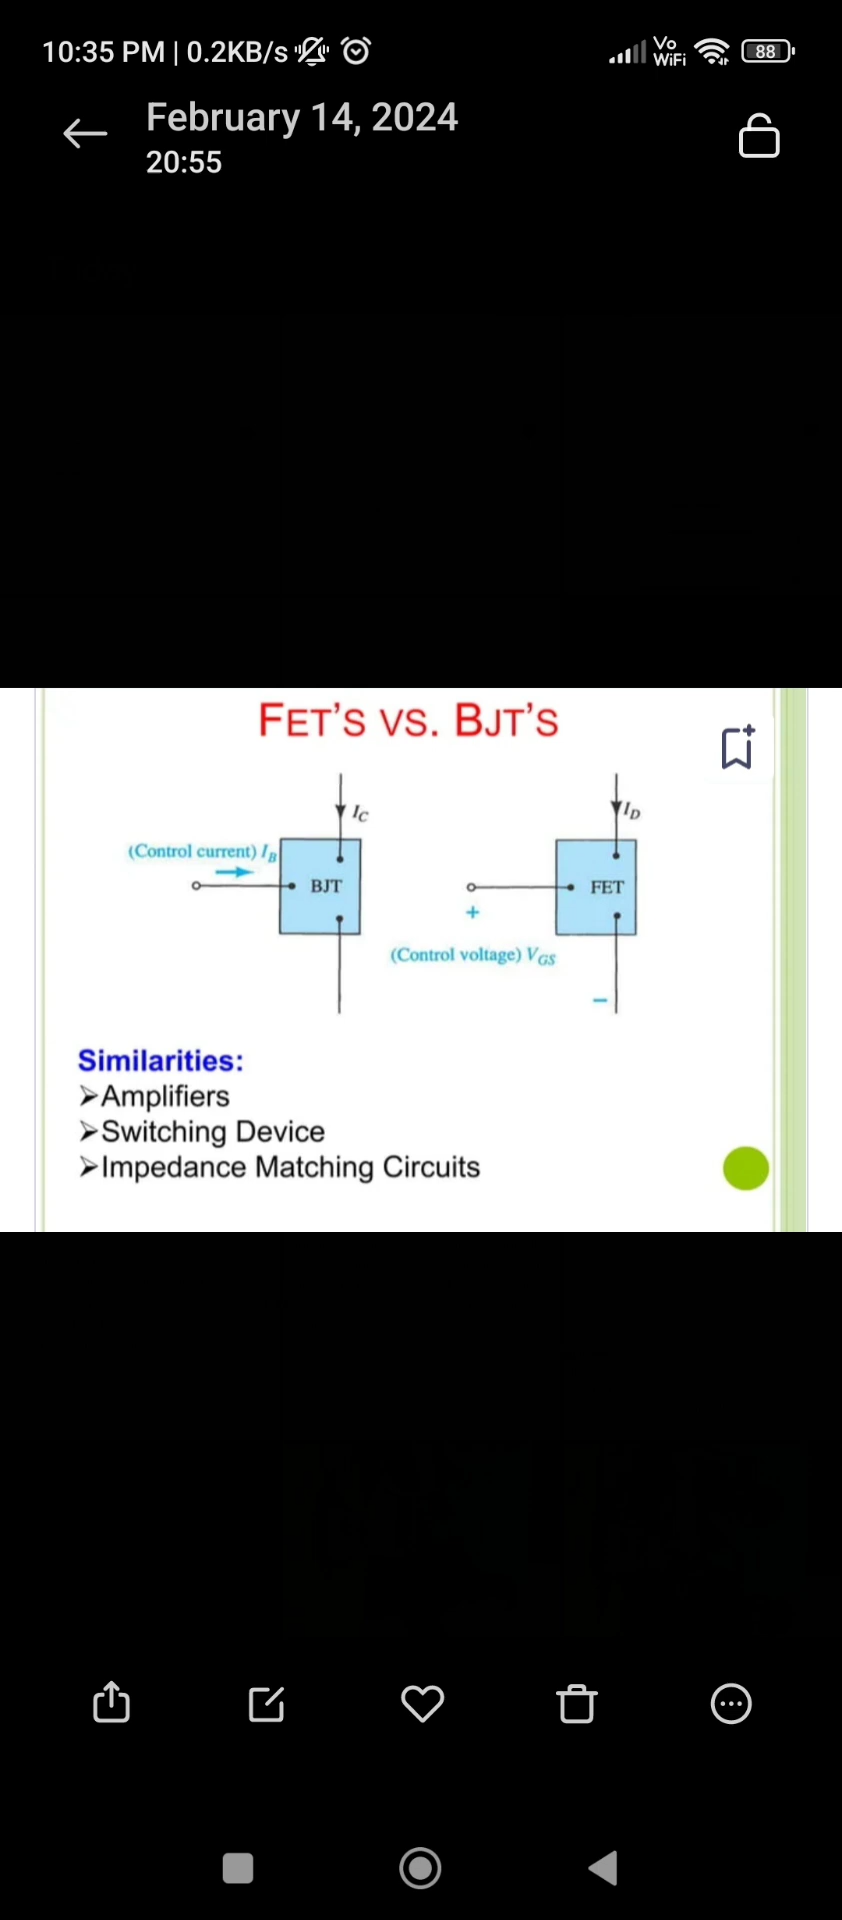 10:35 PM | 0.2KB/s
Vo
WiFi
88
February 14, 2024
20:55
FET'S VS. BJT'S
IC
ID
(Control current) IB
BJT
FET
+
(Control voltage) VGS
−
Similarities:
➢Amplifiers
➢Switching Device
➢Impedance Matching Circuits